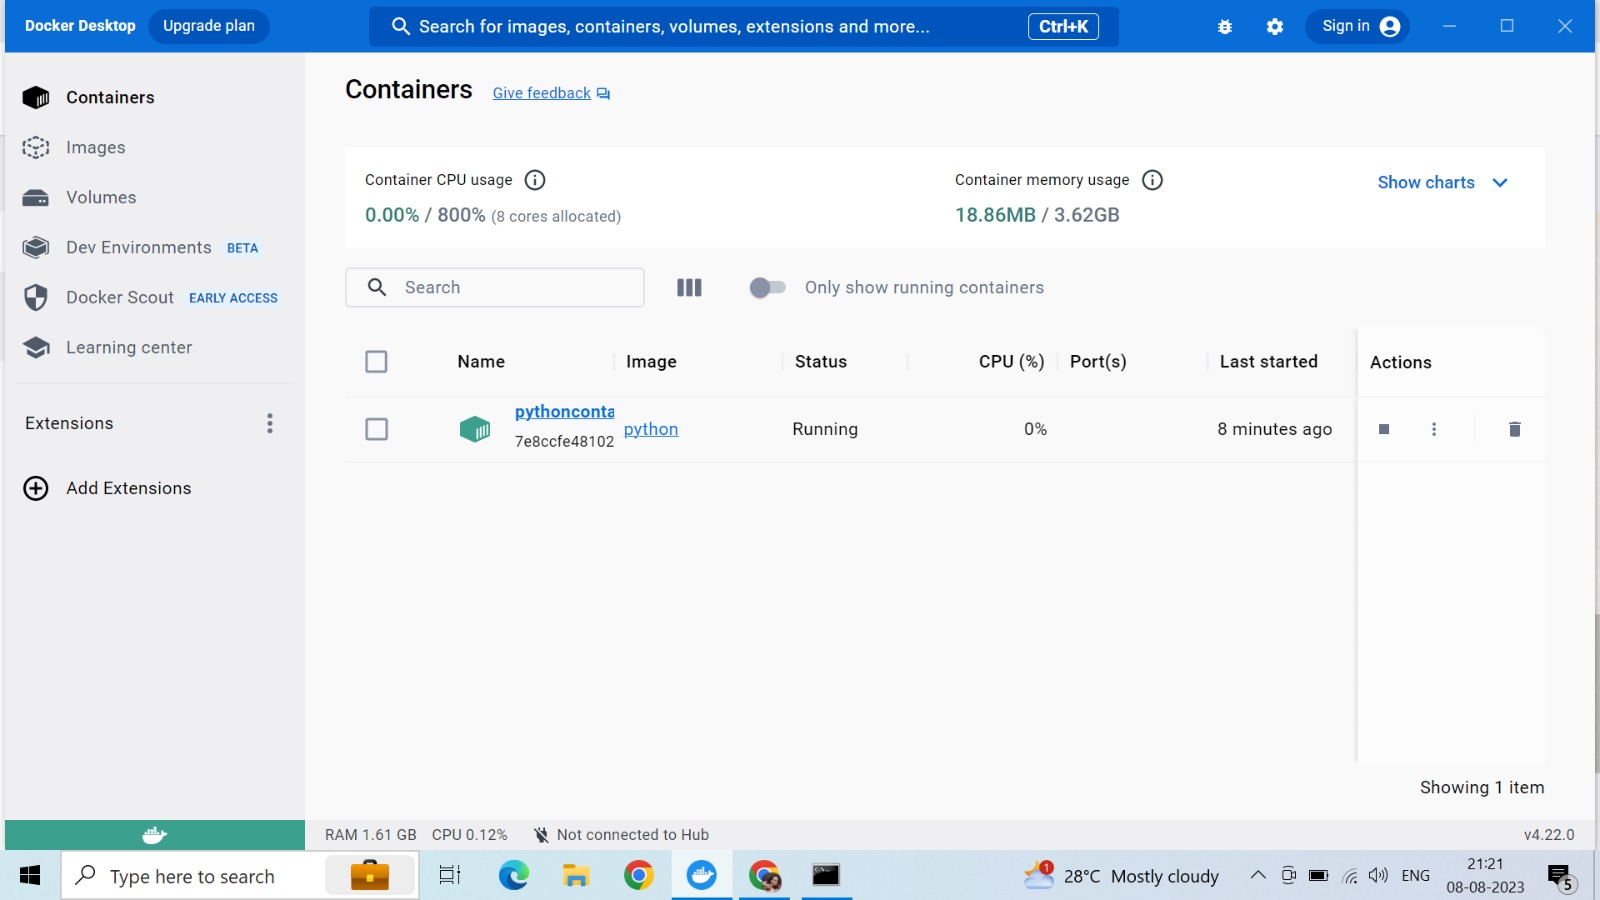 Docker Desktop
Upgrade plan
Search for images, containers, volumes, extensions and more...
Ctrl+K
Sign in
Containers
Images
Volumes
Dev Environments BETA
Docker Scout EARLY ACCESS
Learning center
Extensions
Add Extensions
Containers
Give feedback
Container CPU usage
0.00% / 800% (8 cores allocated)
Container memory usage
18.86MB / 3.62GB
Show charts
Search
Only show running containers
Name Image Status CPU (%) Port(s) Last started Actions
pythonconta
7e8ccfe48102
python Running 0% 8 minutes ago
Showing 1 item
RAM 1.61 GB CPU 0.12% Not connected to Hub
v4.22.0
Type here to search
1
28°C Mostly cloudy
ENG
21:21
08-08-2023
5